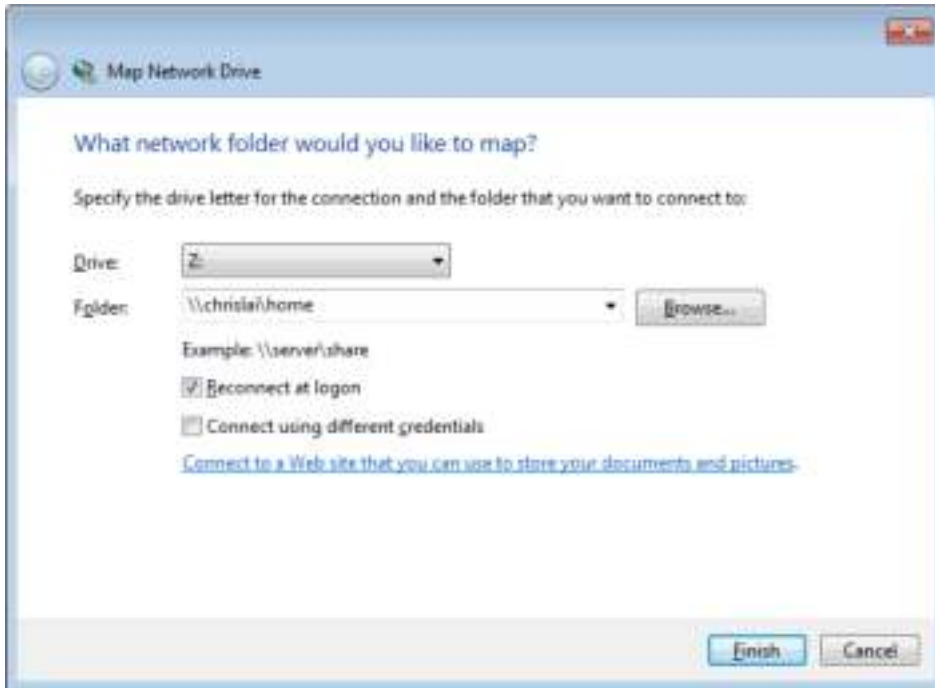 Map Network Drive
What network folder would you like to map?
Specify the drive letter for the connection and the folder that you want to connect to:
Drive: Z:
Folder: \\chrislai\home Browse...
Example: \\server\share
Reconnect at logon
Connect using different credentials
Connect to a Web site that you can use to store your documents and pictures.
Finish Cancel